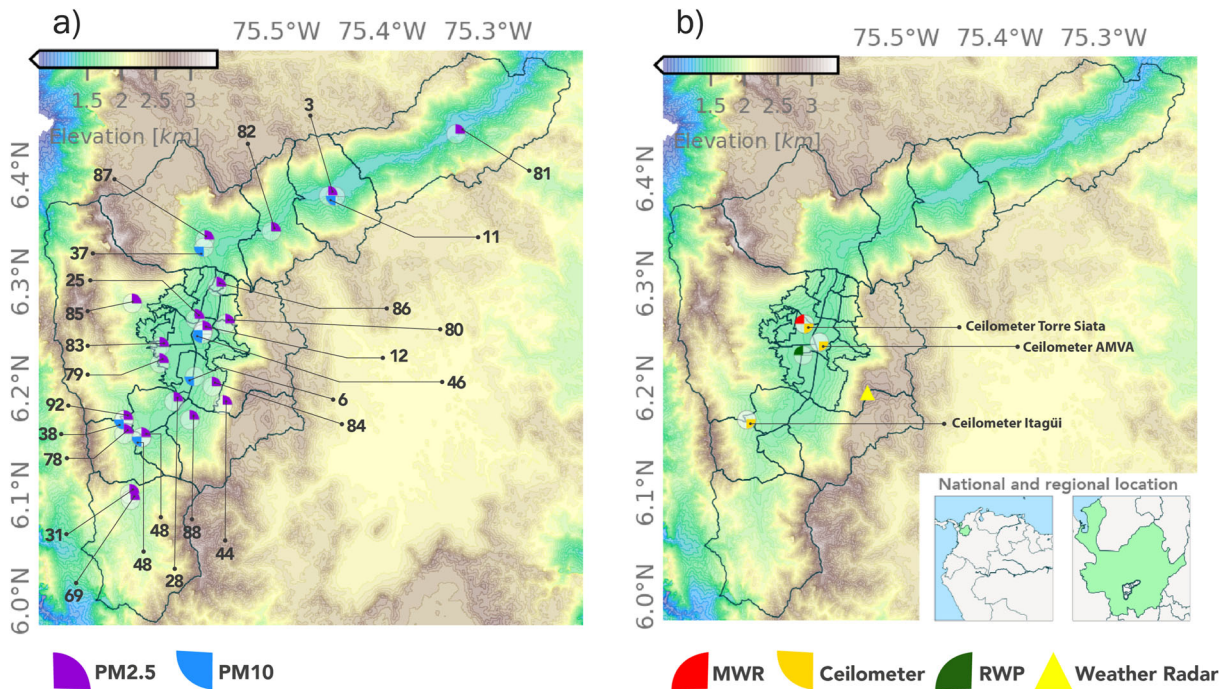 a)
75.5°W 75.4°W 75.3°W
1.5 2 2.5 3
Elevation [km]
6.4°N
6.3°N
6.2°N
6.1°N
6.0°N
3
82
87
81
11
37
25
85
86
80
83
12
79
46
92
6
38
84
78
31
48
88
44
48
28
69
PM2.5 PM10
b)
75.5°W 75.4°W 75.3°W
1.5 2 2.5 3
Elevation [km]
6.4°N
6.3°N
6.2°N
6.1°N
6.0°N
Ceilometer Torre Siata
Ceilometer AMVA
Ceilometer Itagüi
National and regional location
MWR Ceilometer RWP Weather Radar